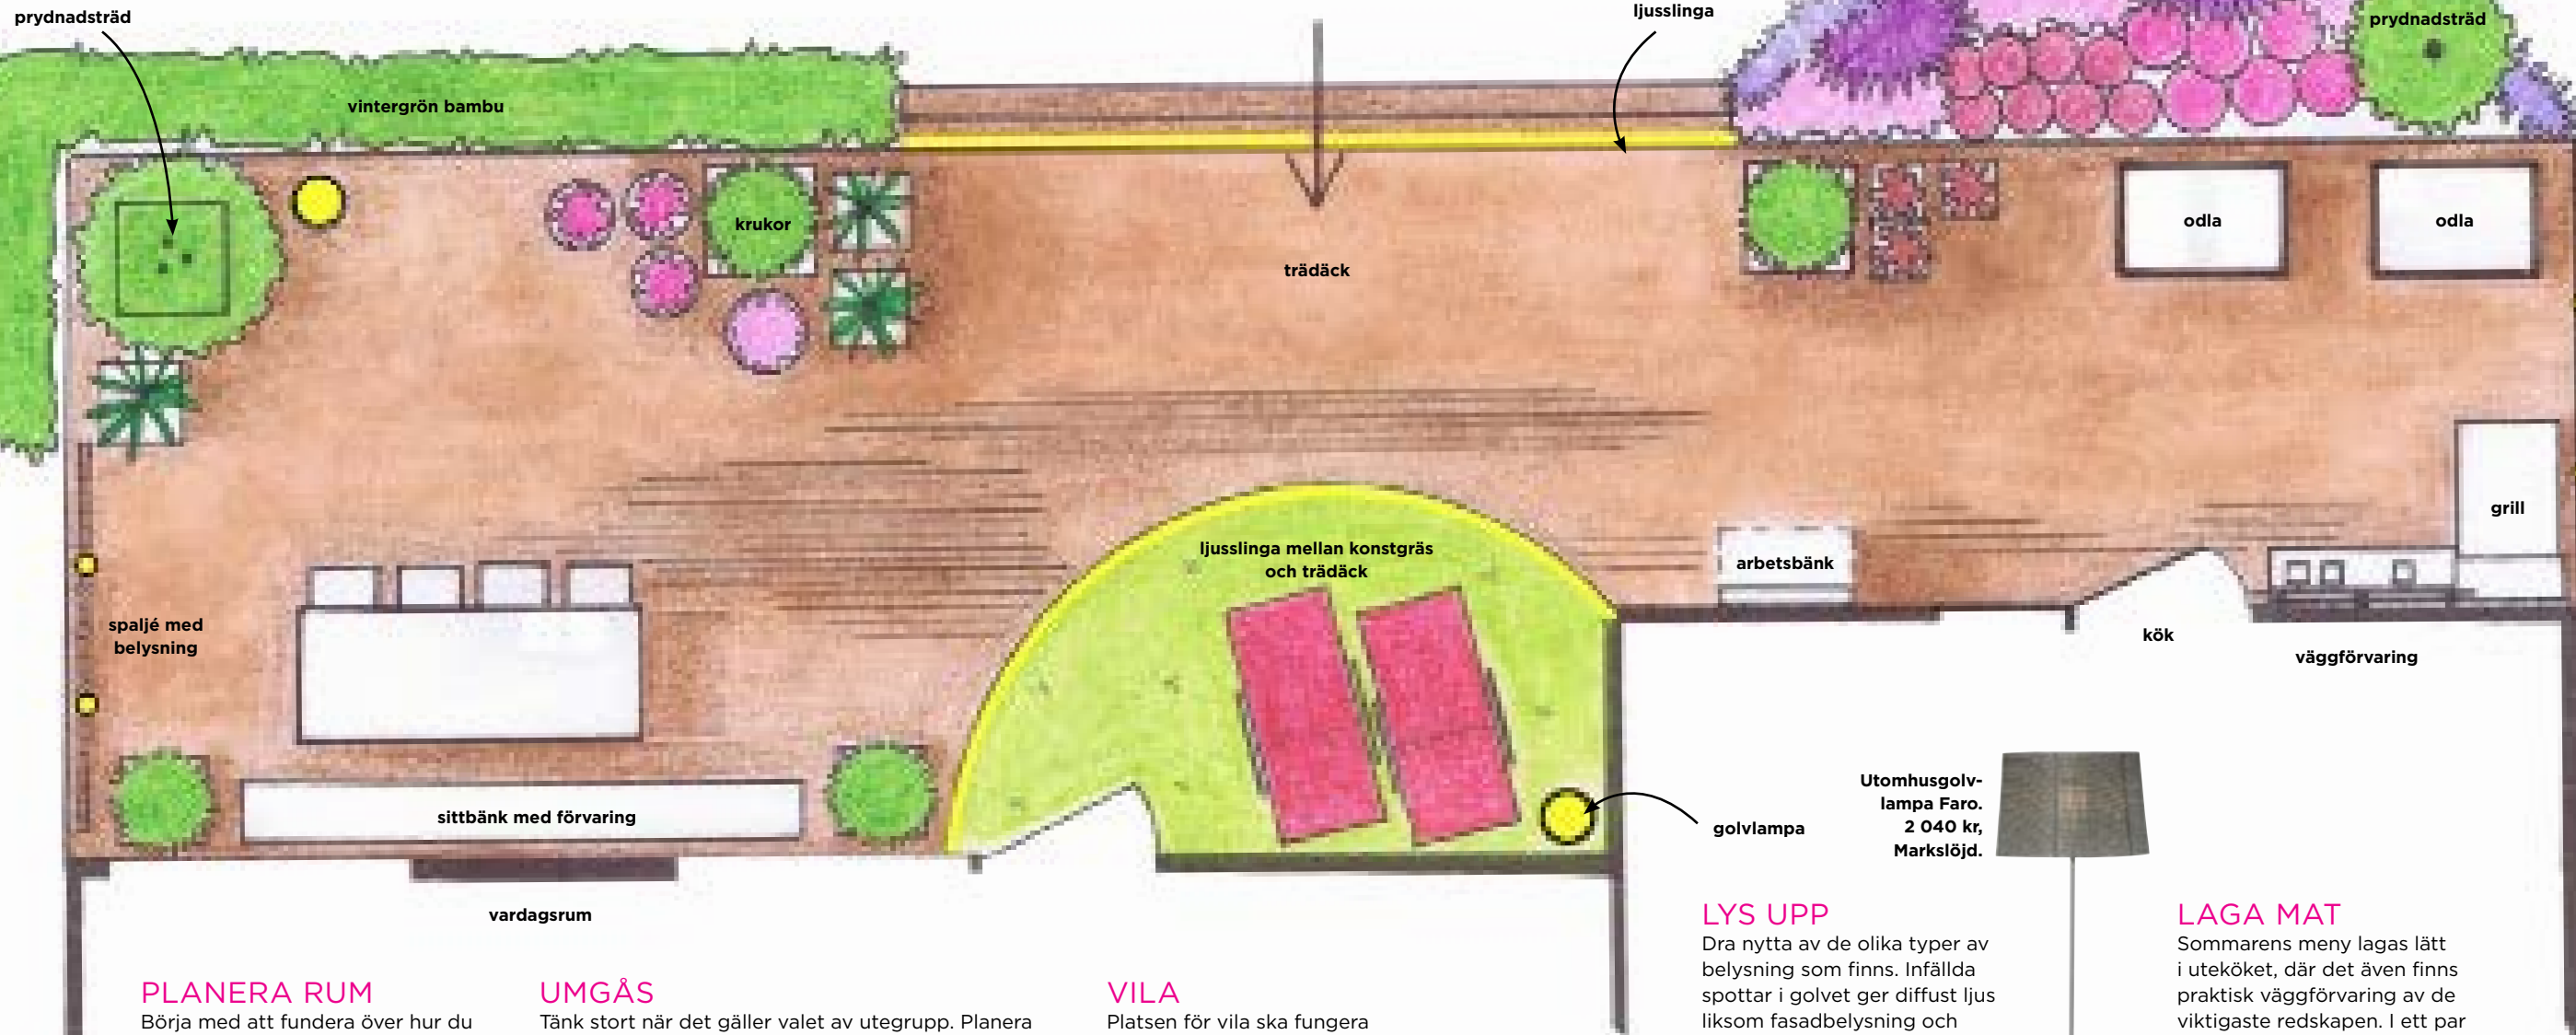 prydnadsträd
ljusslinga
prydnadsträd
vintergrön bambu
krukor
trädäck
odla
odla
grill
ljusslinga mellan konstgräs
och trädäck
arbetsbänk
spaljé med
belysning
kök
väggförvaring
sittbänk med förvaring
golvlampa
Utomhusgolv-
lampa Faro.
2 040 kr,
Markslöjd.
vardagsrum
PLANERA RUM
Börja med att fundera över hur du
UMGÅS
Tänk stort när det gäller valet av utegrupp. Planera
VILA
Platsen för vila ska fungera
LYS UPP
Dra nytta av de olika typer av
belysning som finns. Infällda
spottar i golvet ger diffust ljus
liksom fasadbelysning och
LAGA MAT
Sommarens meny lagas lätt
i uteköket, där det även finns
praktisk väggförvaring av de
viktigaste redskapen. I ett par